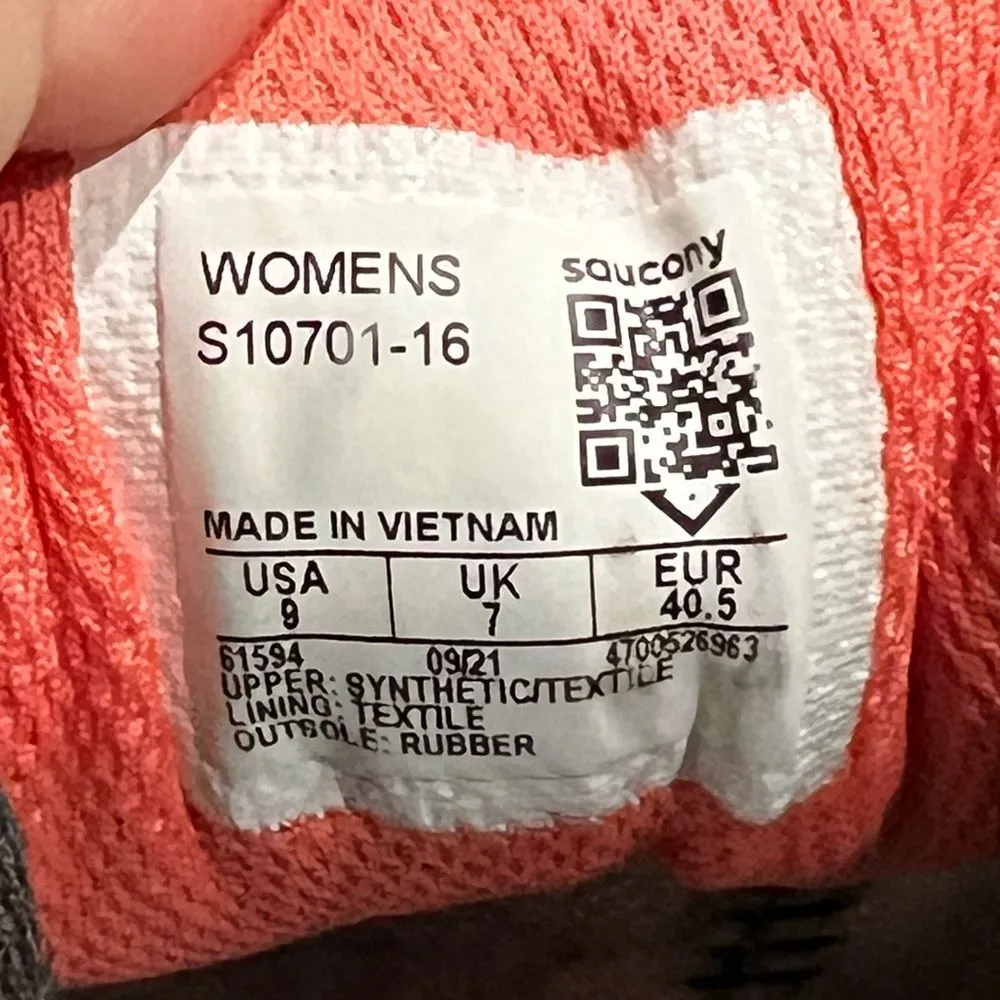 WOMENS
S10701-16
saucony
MADE IN VIETNAM
USA UK EUR
9 7 40.5
61594 09/21 4700526963
UPPER: SYNTHETIC/TEXTILE
LINING: TEXTILE
OUTSOLE: RUBBER